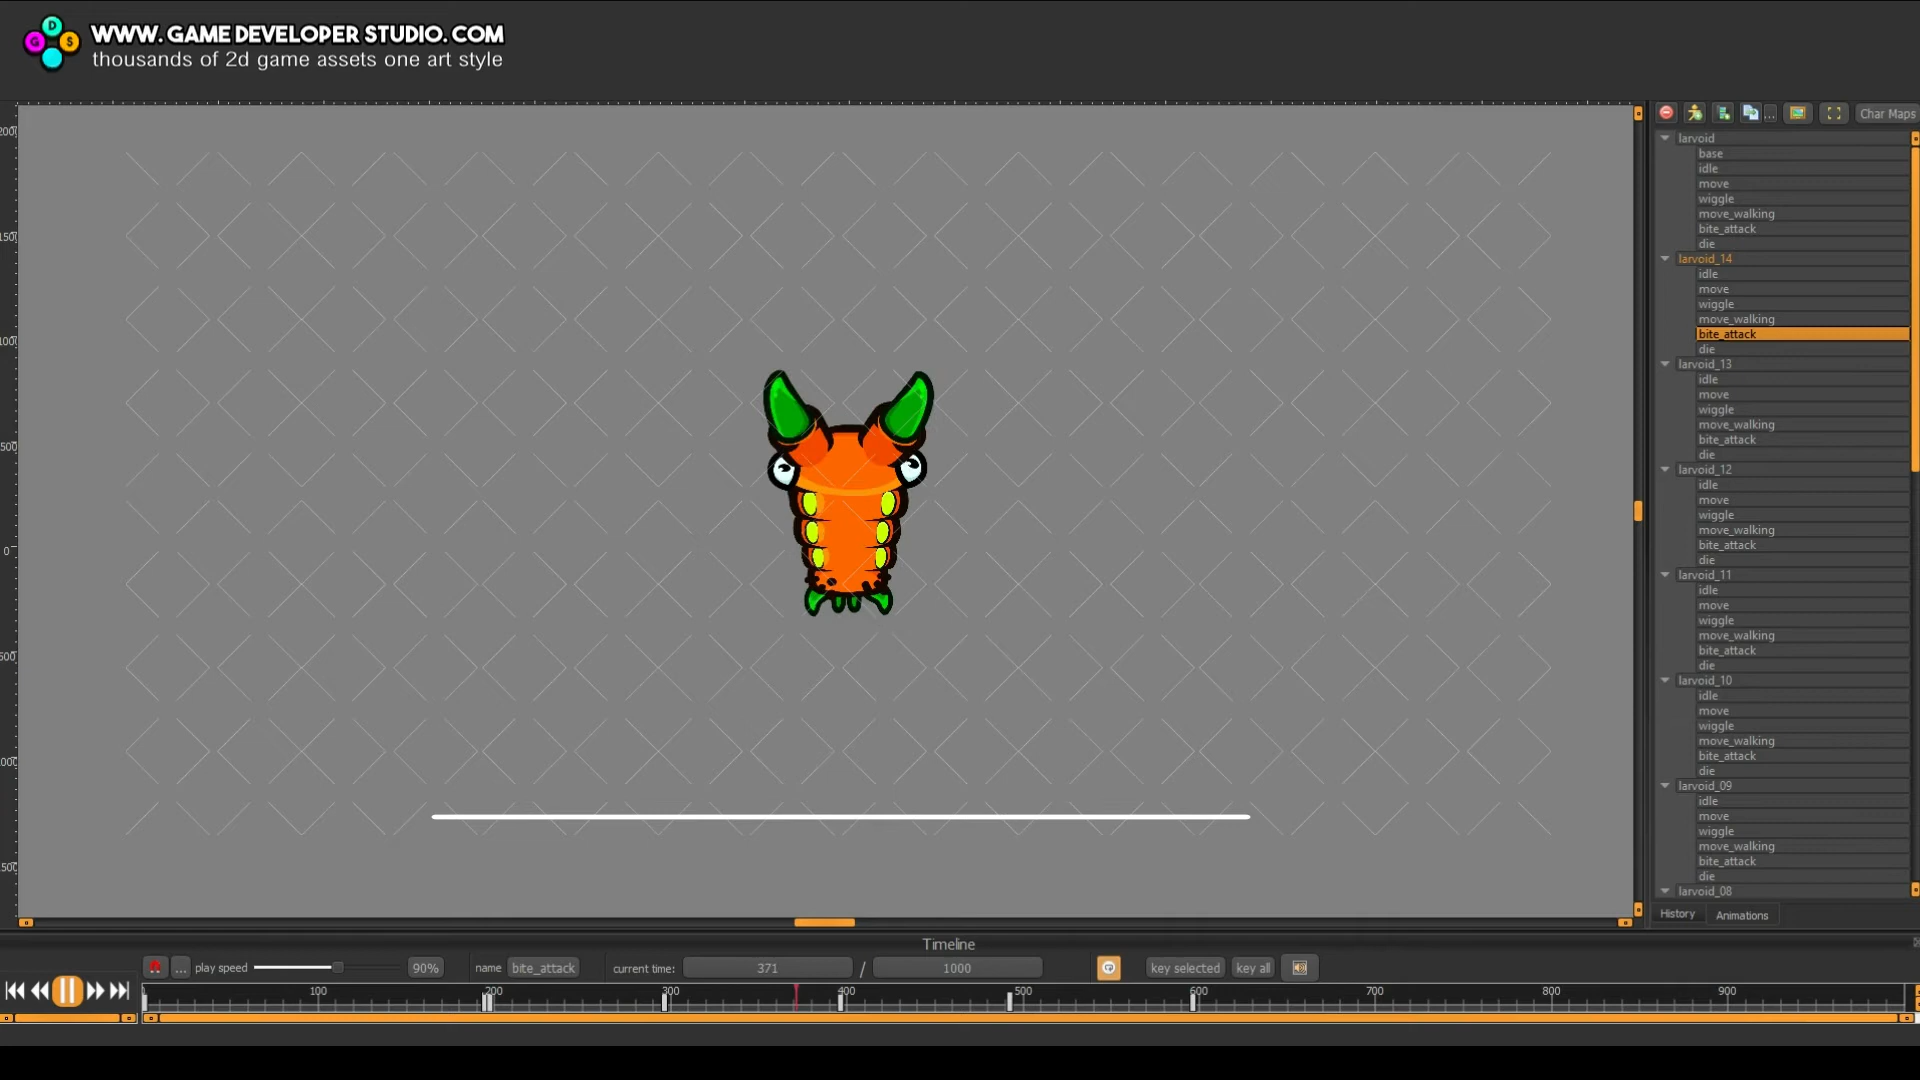 D
G
S
WWW. GAME DEVELOPER STUDIO. COM
thousands of 2d game assets one art style
Char Maps
larvoid
base
idle
move
wiggle
move_walking
bite_attack
die
larvoid_14
idle
move
wiggle
move_walking
bite_attack
die
larvoid_13
idle
move
wiggle
move_walking
bite_attack
die
larvoid_12
idle
move
wiggle
move_walking
bite_attack
die
larvoid_11
idle
move
wiggle
move_walking
bite_attack
die
larvoid_10
idle
move
wiggle
move_walking
bite_attack
die
larvoid_09
idle
move
wiggle
move_walking
bite_attack
die
larvoid_08
History Animations
Timeline
... play speed 90% name bite_attack current time: 371 / 1000 key selected key all
100 200 300 400 500 600 700 800 900